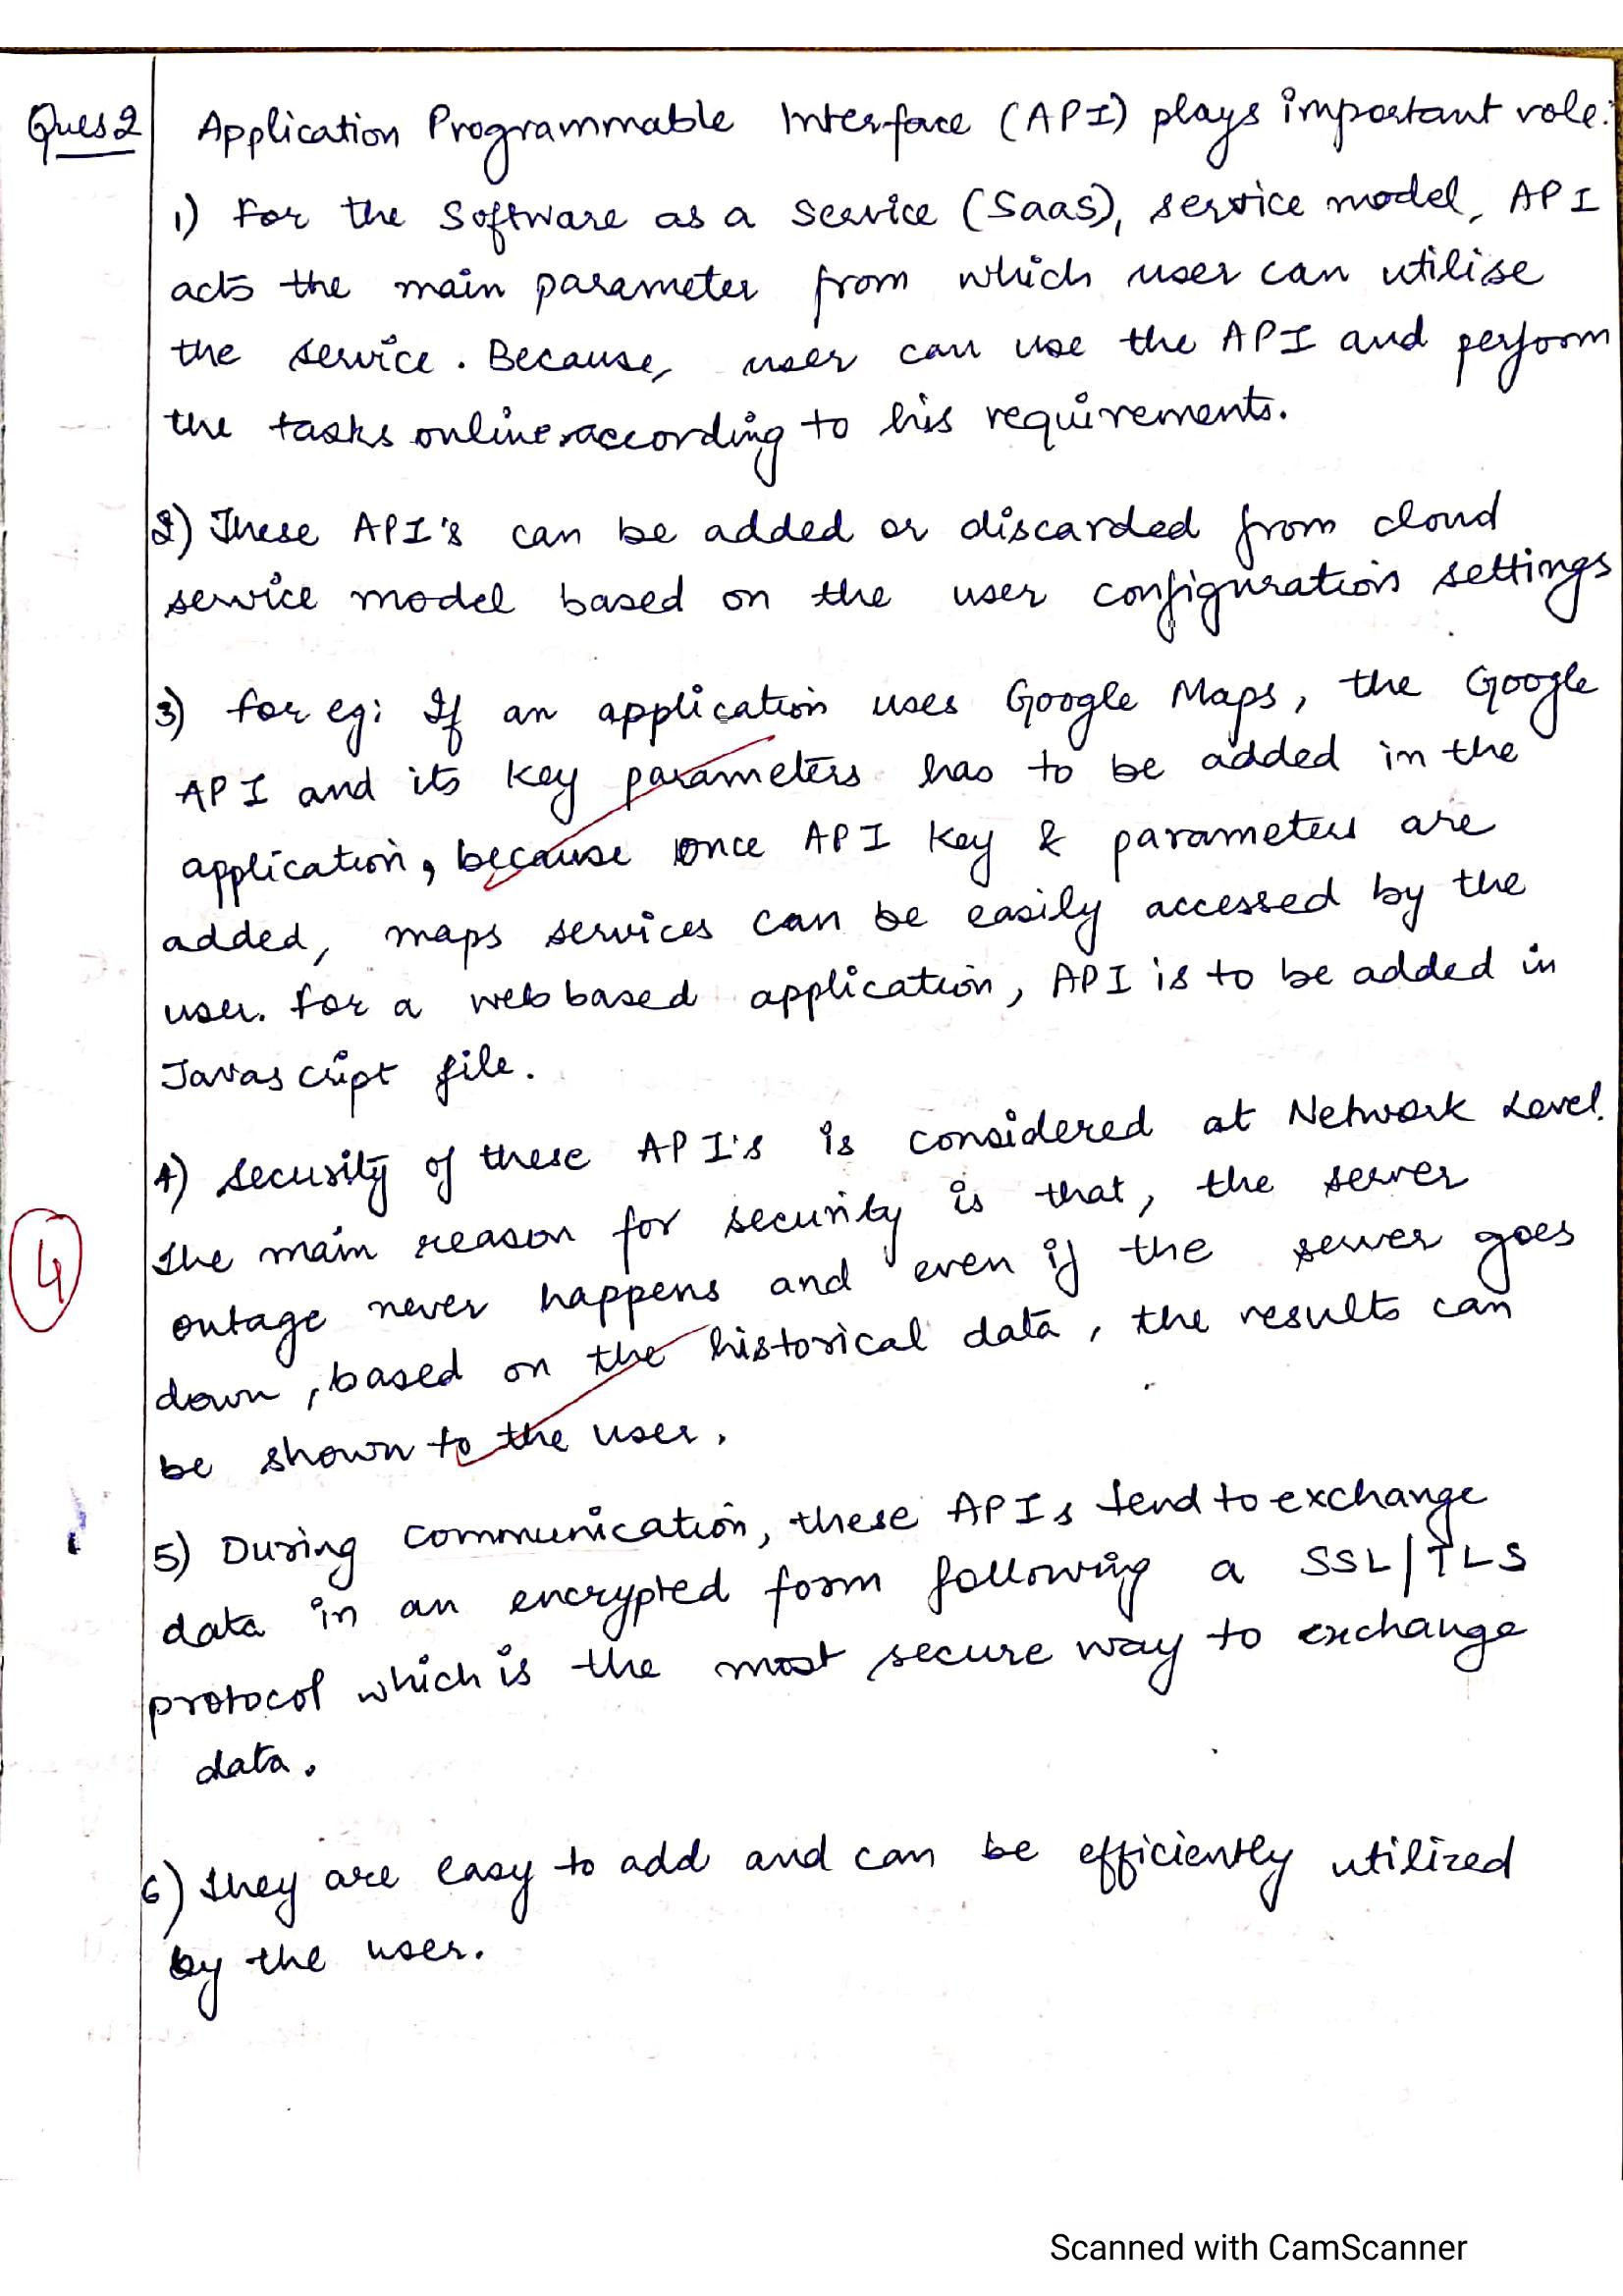 Ques 2 Application Programmable Interface (API) plays important role:
1) For the Software as a Service (Saas), service model, API
acts the main parameter from which user can utilise
the service. Because, user can use the API and perform
the tasks online according to his requirements.
2) These API's can be added or discarded from cloud
service model based on the user configuration settings
3) For eg: If an application uses Google Maps, the Google
API and its key parameters has to be added in the
application, because once API key & parameters are
added, maps services can be easily accessed by the
user. For a web based application, API is to be added in
Javascript file.
4) Security of these API's is considered at Network Level.
The main reason for security is that, the server
4
outage never happens and even if the server goes
down, based on the historical data, the results can
be shown to the user.
5) During communication, these APIs tend to exchange
data in an encrypted form following a SSL/TLS
protocol which is the most secure way to exchange
data.
6) They are easy to add and can be efficiently utilized
by the user.
Scanned with CamScanner